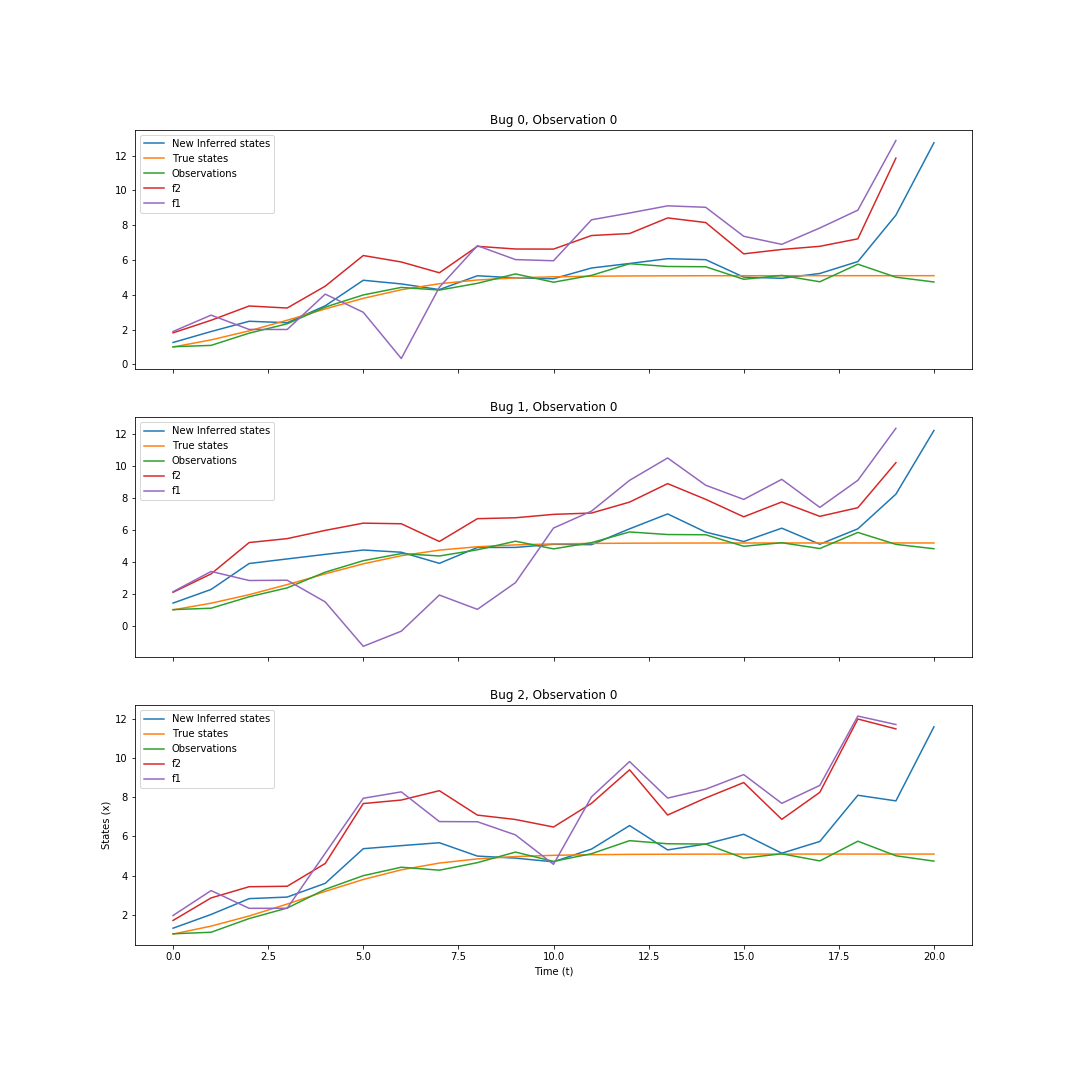 Bug 0, Observation 0
New Inferred states
True states
Observations
f2
f1
12
10
8
6
4
2
0
Bug 1, Observation 0
New Inferred states
True states
Observations
f2
f1
12
10
8
6
4
2
0
Bug 2, Observation 0
New Inferred states
True states
Observations
f2
f1
12
10
8
6
4
2
States (x)
0.0 2.5 5.0 7.5 10.0 12.5 15.0 17.5 20.0
Time (t)